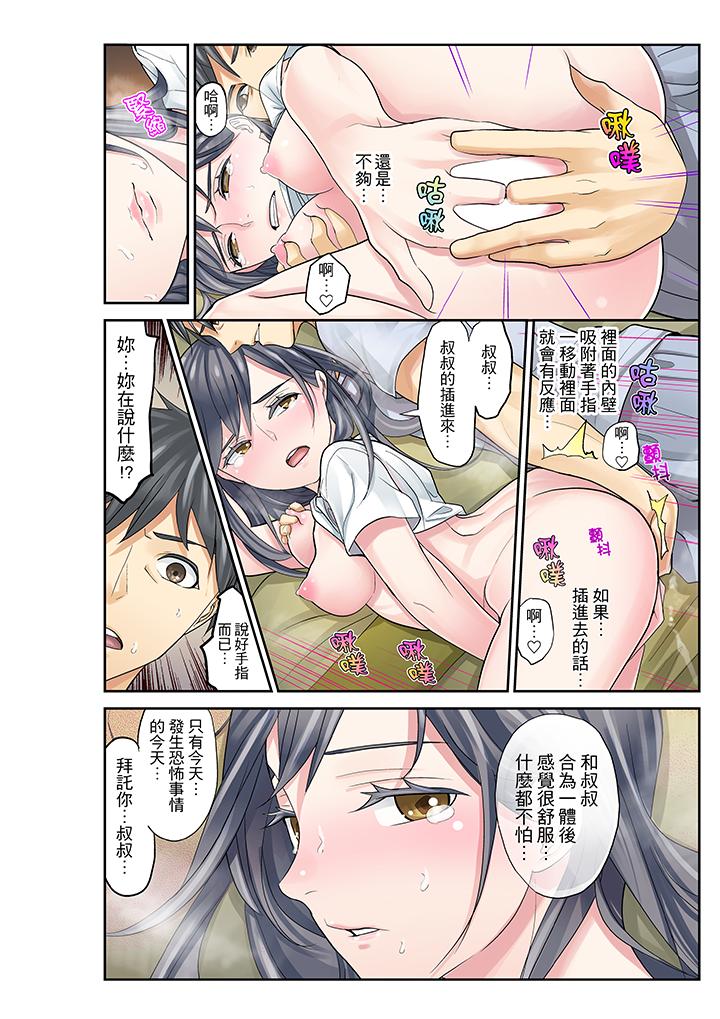 啾
噗
還是…
不夠…
咕
啾
哈啊…
啊…♡
緊縮
裡面的內壁
吸附著手指
一移動裡面
就會有反應…
咕
啾
啊…♡
顫抖
顫抖
如果…
插進去的話…
啾
噗
啊…♡
叔叔…
叔叔的插進來…
啾
噗
啾
噗
妳…妳在說什麼!?
說好手指
而已…
和叔叔
合為一體後
感覺很舒服…
什麼都不怕…
只有今天…
發生恐怖事情
的今天…
拜託你…叔叔…